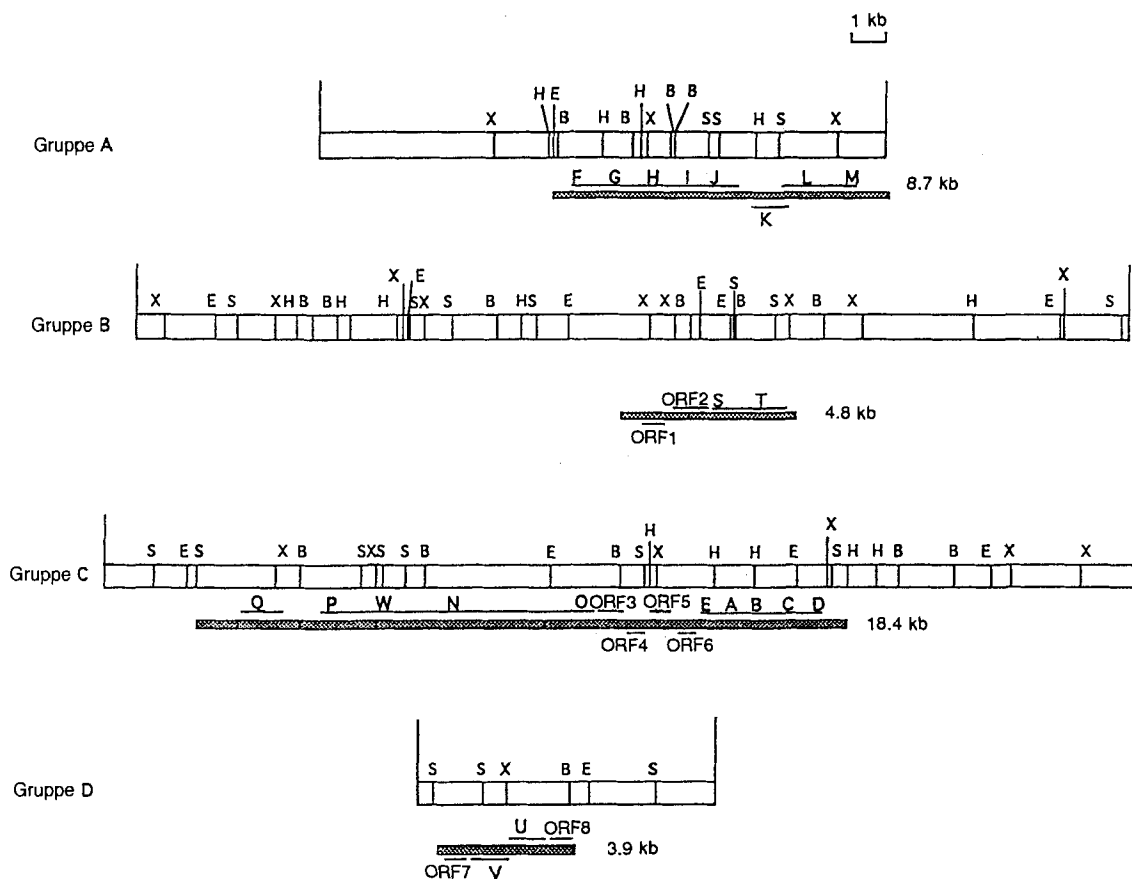 1 kb
H E H B B
X B H B X SS H S X
Gruppe A
F G H I J L M 8.7 kb
K
X E E S X
X E S X H B B H H S X S B H S E X X B E B S X B X H E S
Gruppe B
ORF2 S T 4.8 kb
ORF1
H X
S E S X B S X S S B E B S X H H E S H H B B E X X
Gruppe C
Q P W N O ORF3 ORF5 E A B C D
18.4 kb
ORF4 ORF6
S S X B E S
Gruppe D
U ORF8
3.9 kb
ORF7 V